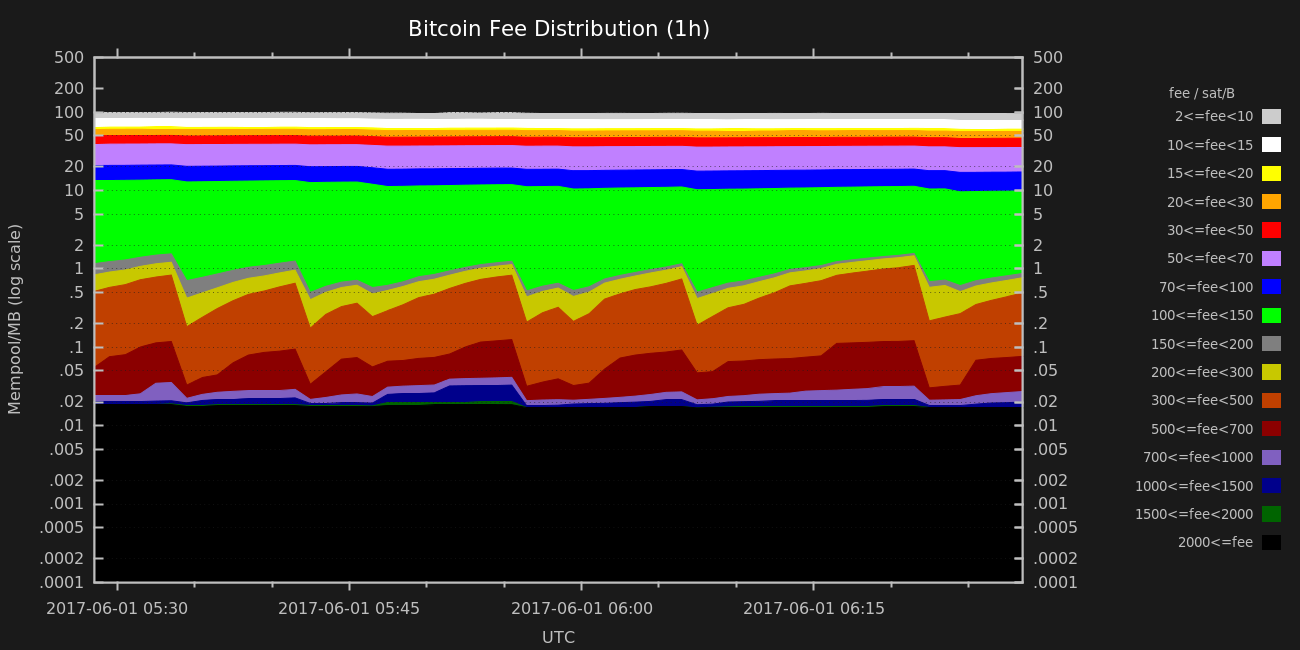 Bitcoin Fee Distribution (1h)
500 500
200 200
100 100
50 50
20 20
10 10
5 5
2 2
1 1
.5 .5
.2 .2
.1 .1
.05 .05
.02 .02
.01 .01
.005 .005
.002 .002
.001 .001
.0005 .0005
.0002 .0002
.0001 .0001
Mempool/MB (log scale)
2017-06-01 05:30 2017-06-01 05:45 2017-06-01 06:00 2017-06-01 06:15
UTC
fee / sat/B
2<=fee<10
10<=fee<15
15<=fee<20
20<=fee<30
30<=fee<50
50<=fee<70
70<=fee<100
100<=fee<150
150<=fee<200
200<=fee<300
300<=fee<500
500<=fee<700
700<=fee<1000
1000<=fee<1500
1500<=fee<2000
2000<=fee